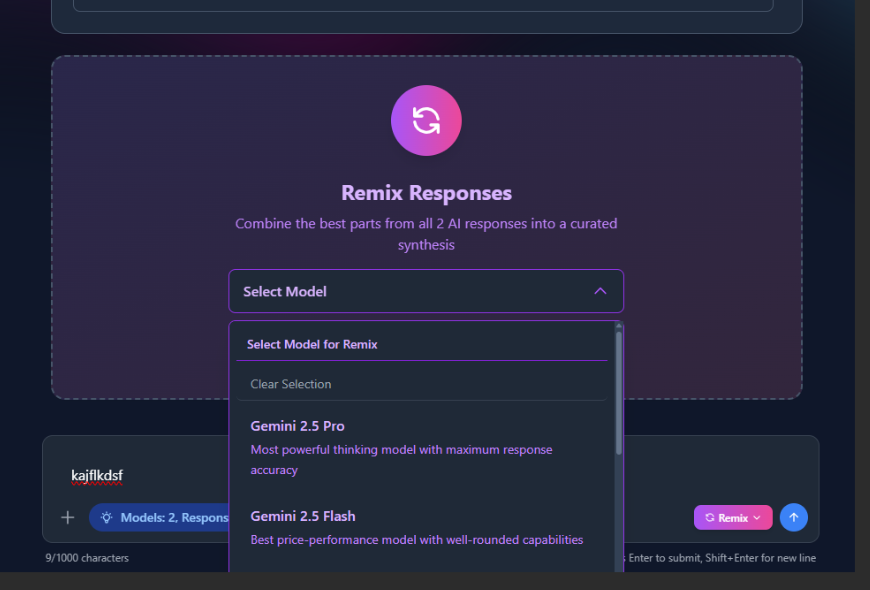 Remix Responses
Combine the best parts from all 2 AI responses into a curated
synthesis
Select Model
Select Model for Remix
Clear Selection
Gemini 2.5 Pro
Most powerful thinking model with maximum response
accuracy
Gemini 2.5 Flash
Best price-performance model with well-rounded capabilities
kajflkdsf
Models: 2, Respons
Remix
9/1000 characters
Enter to submit, Shift+Enter for new line